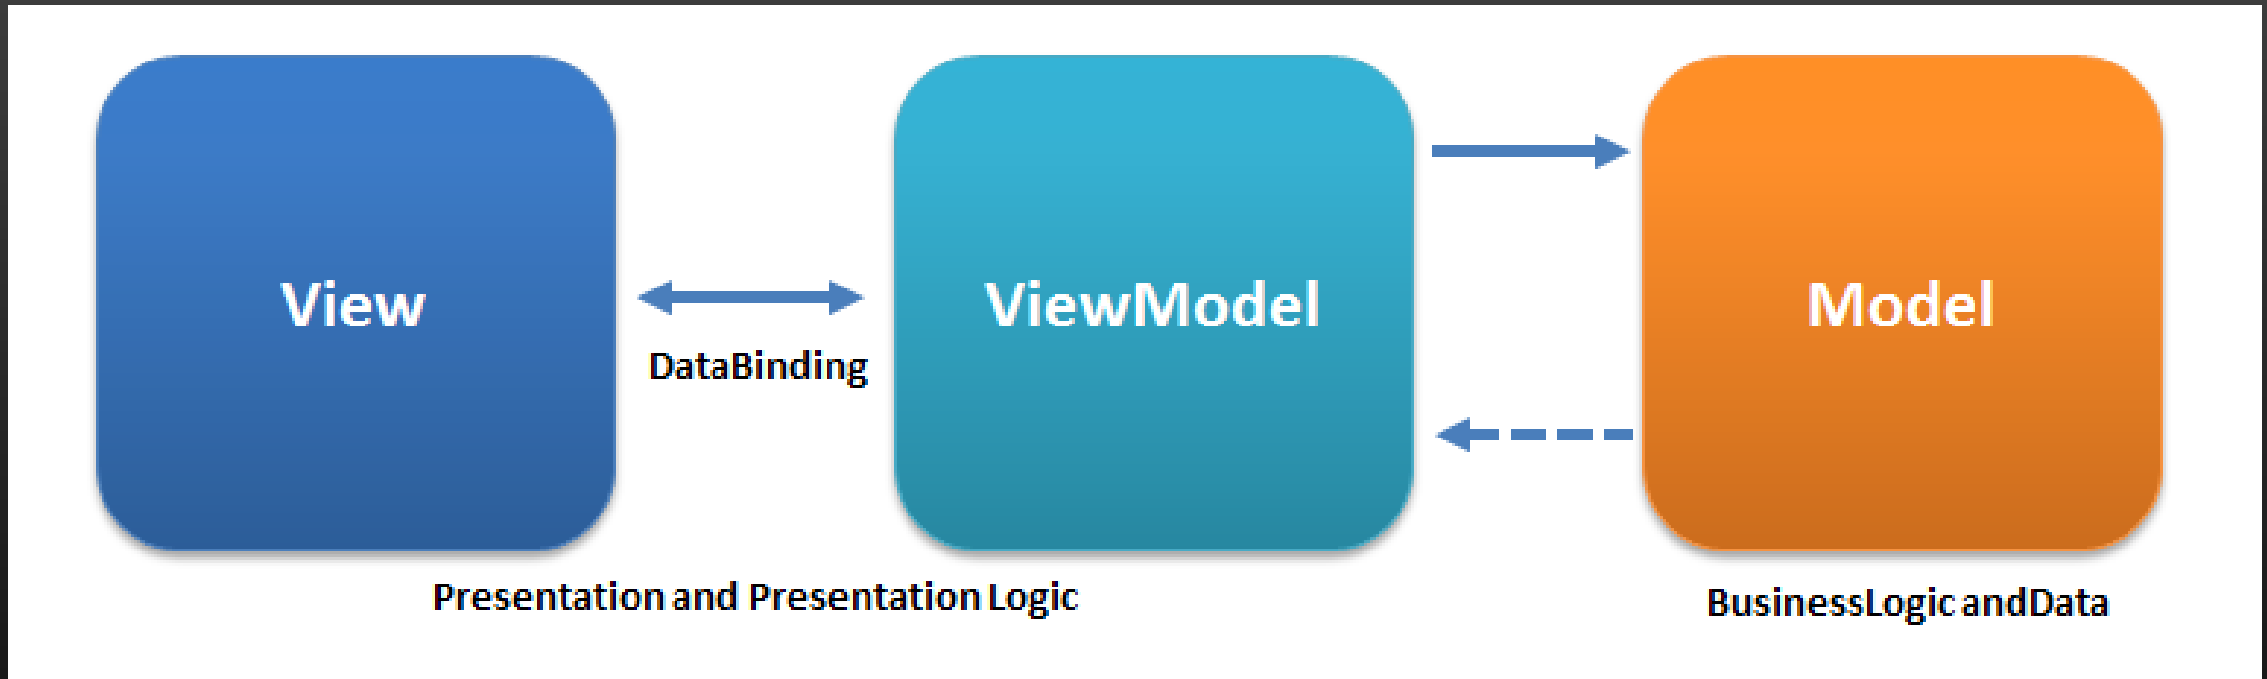 View
ViewModel
Model
DataBinding
Presentation and Presentation Logic
BusinessLogic andData